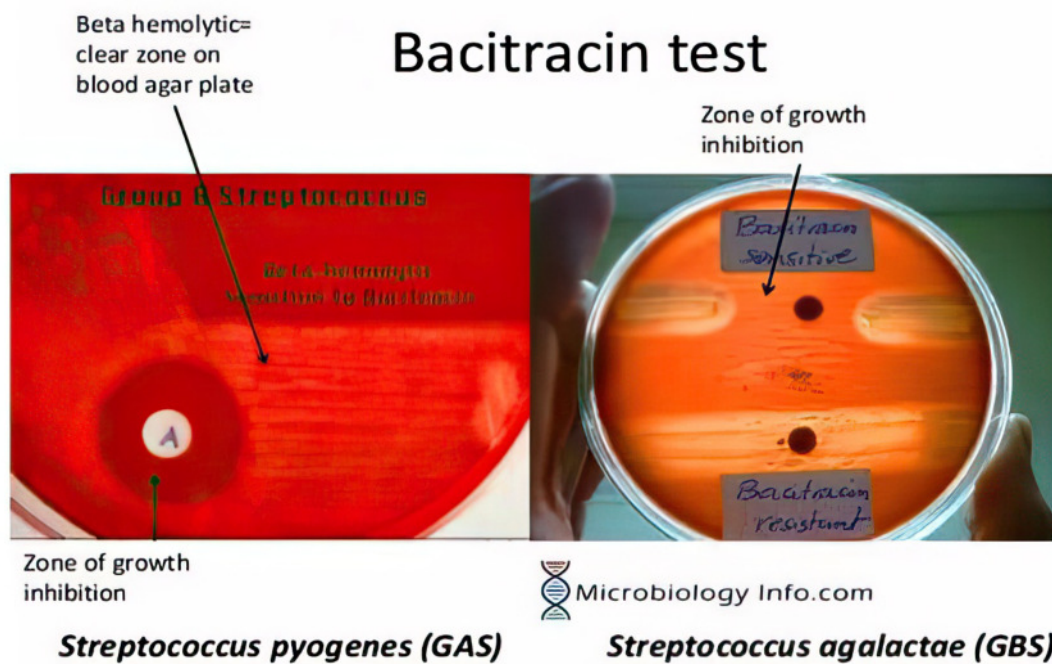 Beta hemolytic=
clear zone on
blood agar plate
Bacitracin test
Zone of growth
inhibition
Group Streptococcus
Bacitracin
sensitive
A
Bacitracin
resistant
Zone of growth
inhibition
Microbiology Info.com
Streptococcus pyogenes (GAS)
Streptococcus agalactae (GBS)